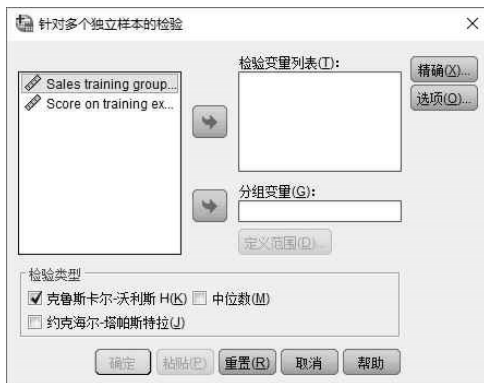 针对多个独立样本的检验
检验变量列表(T):
Sales training group...
Score on training ex...
精确(X)...
选项(O)...
分组变量(G):
定义范围(D)...
检验类型
克鲁斯卡尔-沃利斯 H(K) 中位数(M)
约克海尔-塔帕斯特拉(J)
确定 粘贴(P) 重置(R) 取消 帮助